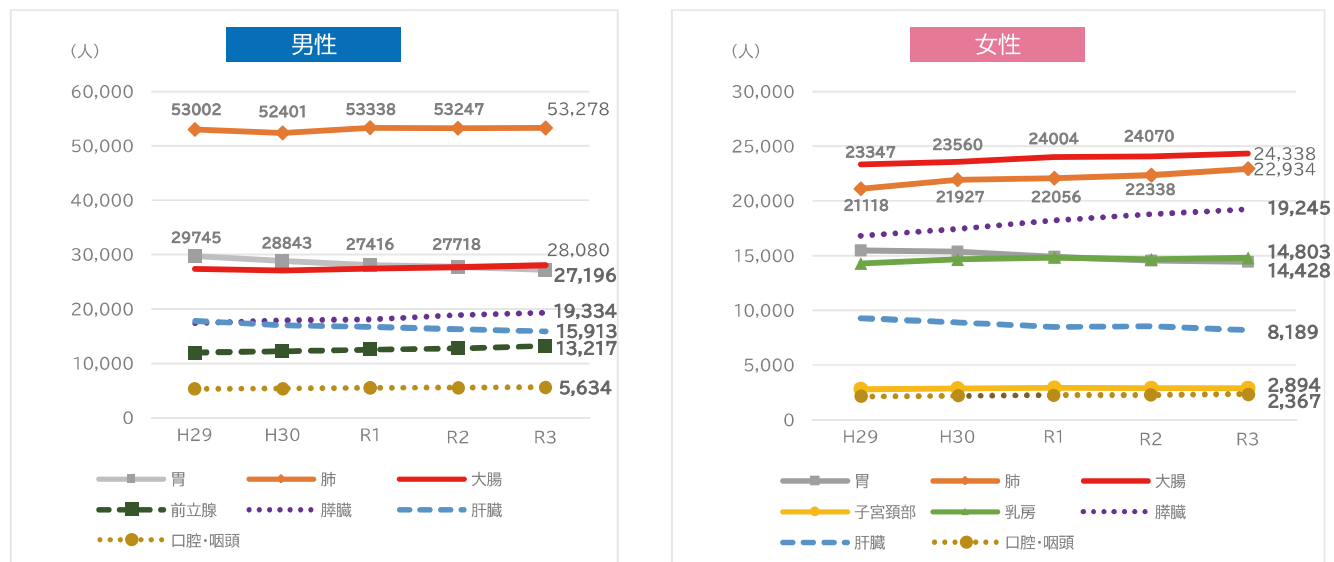 男性
(人)
60,000
50,000
40,000
30,000
20,000
10,000
0
53002 52401 53338 53247 53,278
29745 28843 27416 27718 28,080
27,196
19,334
15,913
13,217
5,634
H29 H30 R1 R2 R3
胃 肺 大腸
前立腺 膵臓 肝臓
口腔・咽頭
女性
(人)
30,000
25,000
20,000
15,000
10,000
5,000
0
23347 23560 24004 24070 24,338
21118 21927 22056 22338 22,934
19,245
14,803
14,428
8,189
2,894
2,367
H29 H30 R1 R2 R3
胃 肺 大腸
子宮頚部 乳房 膵臓
肝臓 口腔・咽頭